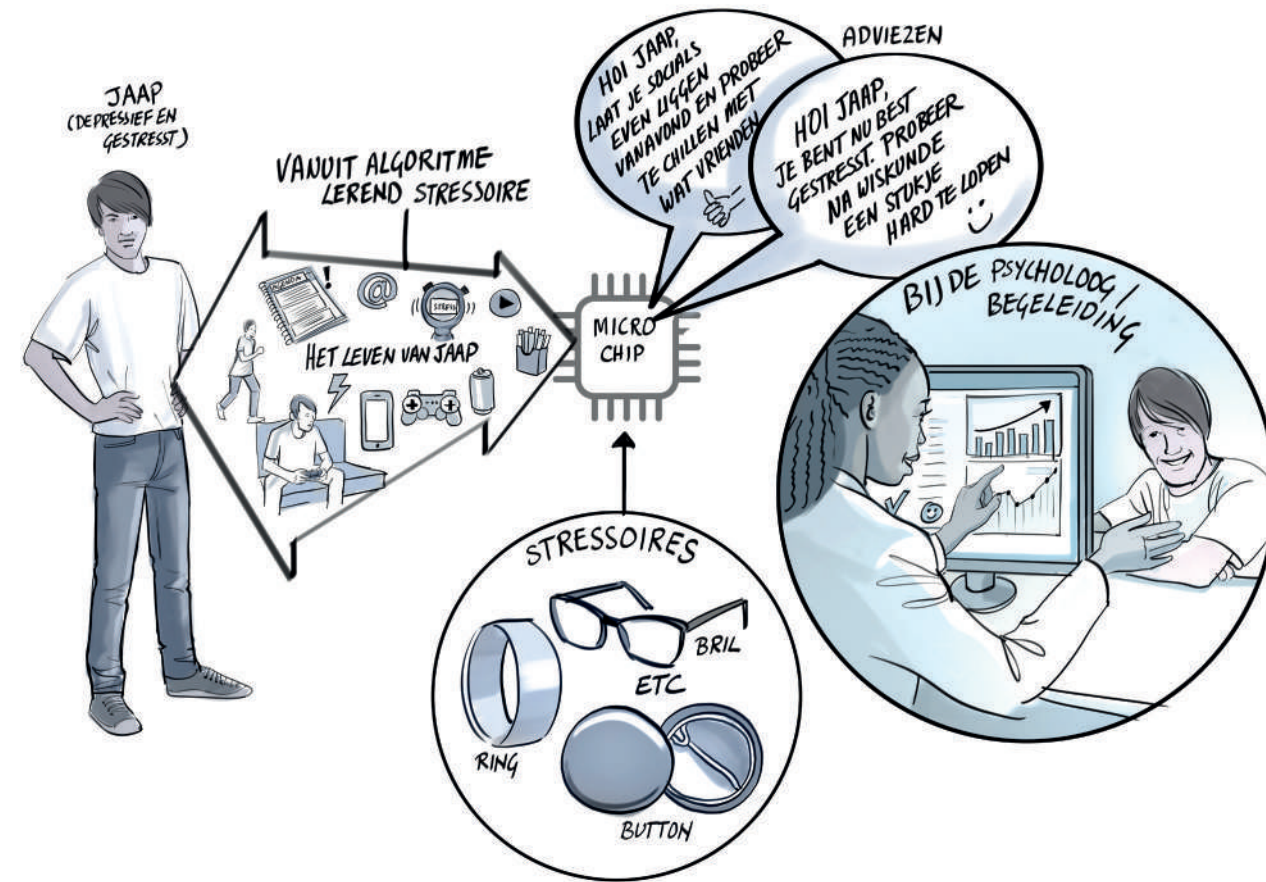 JAAP
(DEPRESSIEF EN
GESTRESST)
VANUIT ALGORITME
LEREND STRESSOIRE
AGENDA
!
@
STRESS
HET LEVEN VAN JAAP
MICRO
CHIP
ADVIEZEN
HOI JAAP,
LAAT JE SOCIALS
EVEN LIGGEN
VANAVOND EN PROBEER
TE CHILLEN MET
WAT VRIENDEN
HOI JAAP,
JE BENT NU BEST
GESTRESST. PROBEER
NA WISKUNDE
EEN STUKJE
HARD TE LOPEN
BIJ DE PSYCHOLOOG /
BEGELEIDING
STRESSOIRES
BRIL
ETC
RING
BUTTON